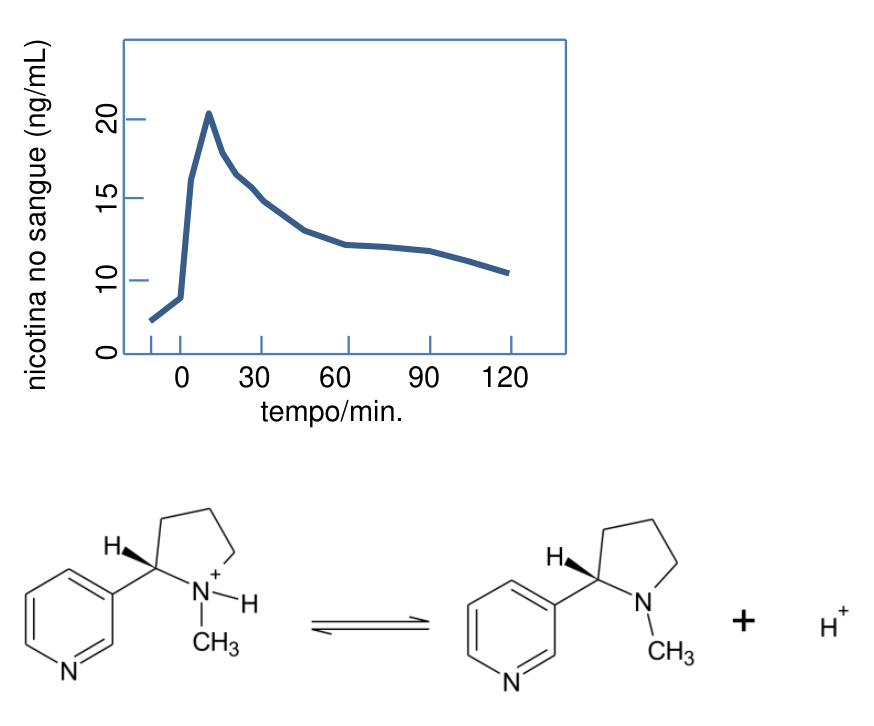 nicotina no sangue (ng/mL)
20
15
10
0
0 30 60 90 120
tempo/min.
H
N+
H
CH3
N
H
N
CH3
N
+
H+